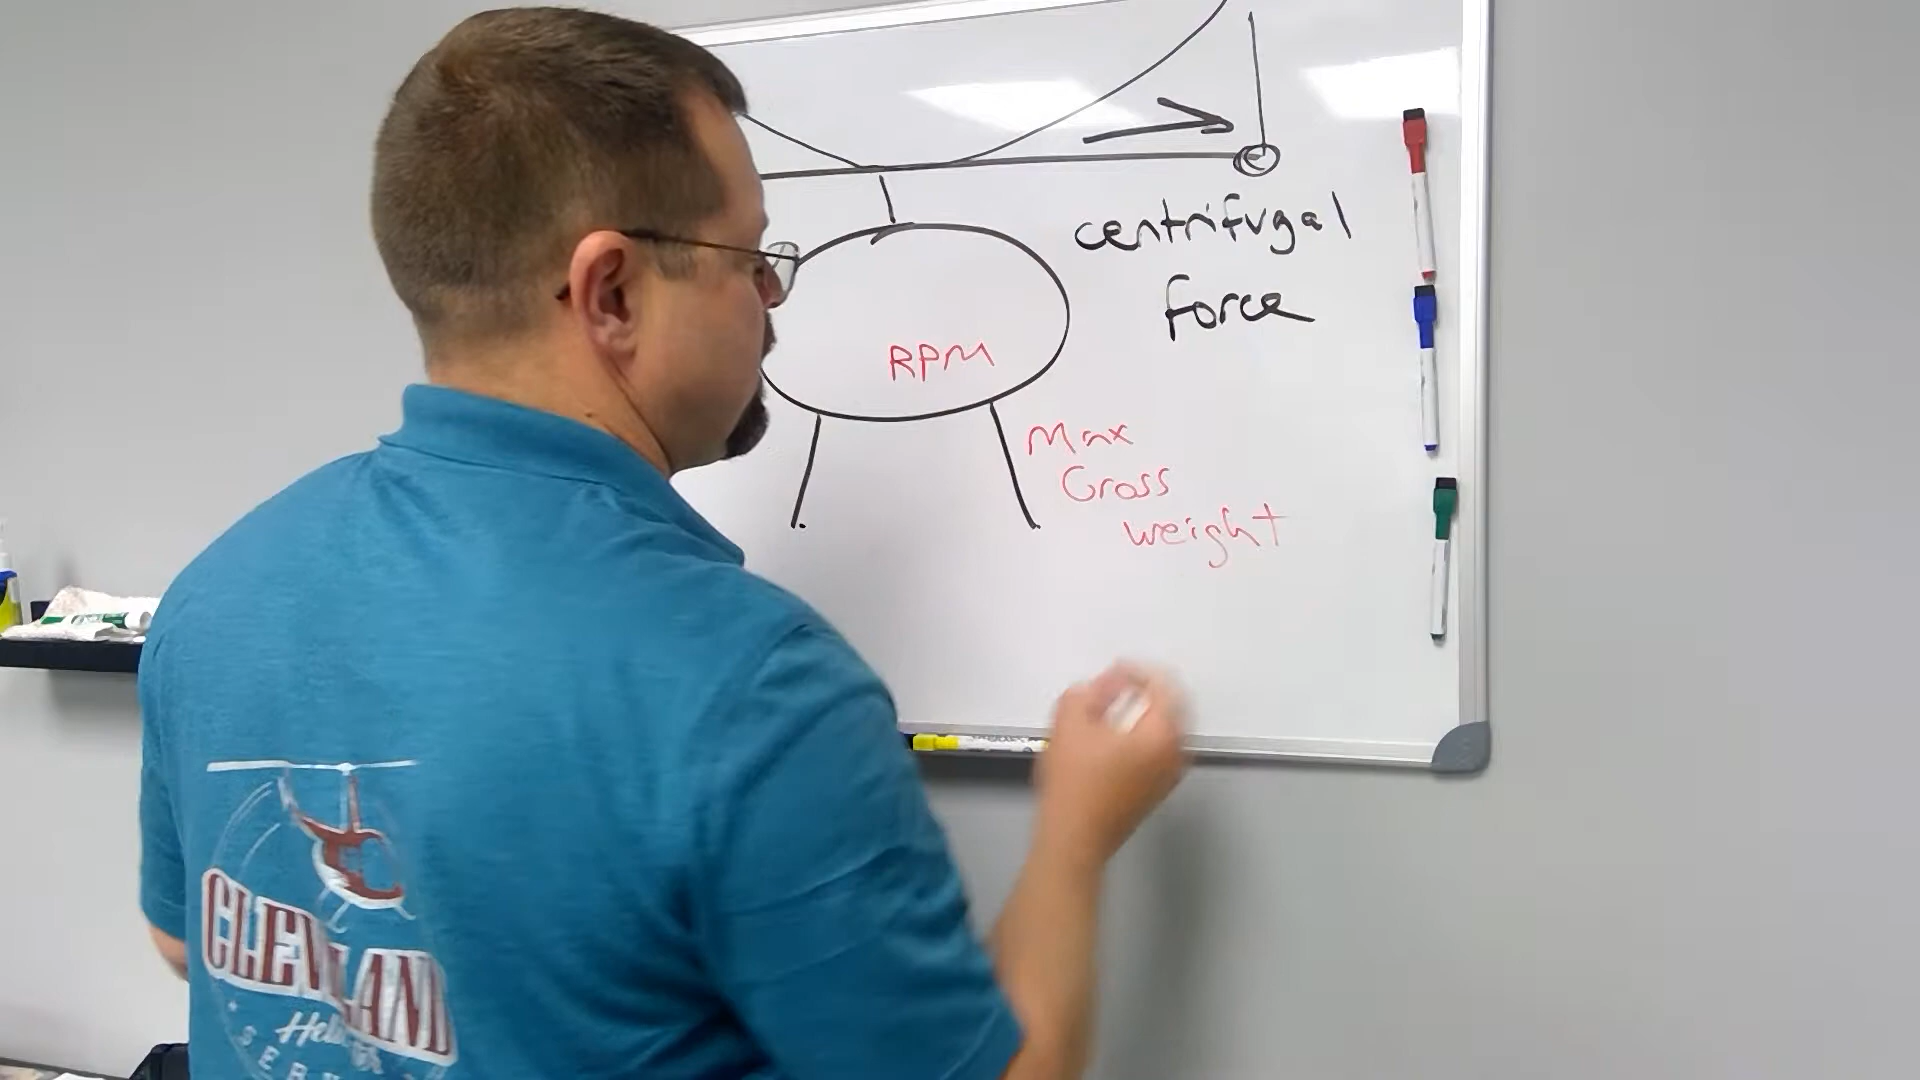 centrifugal
force
RPM
Max
Gross
weight
CLEVELAND